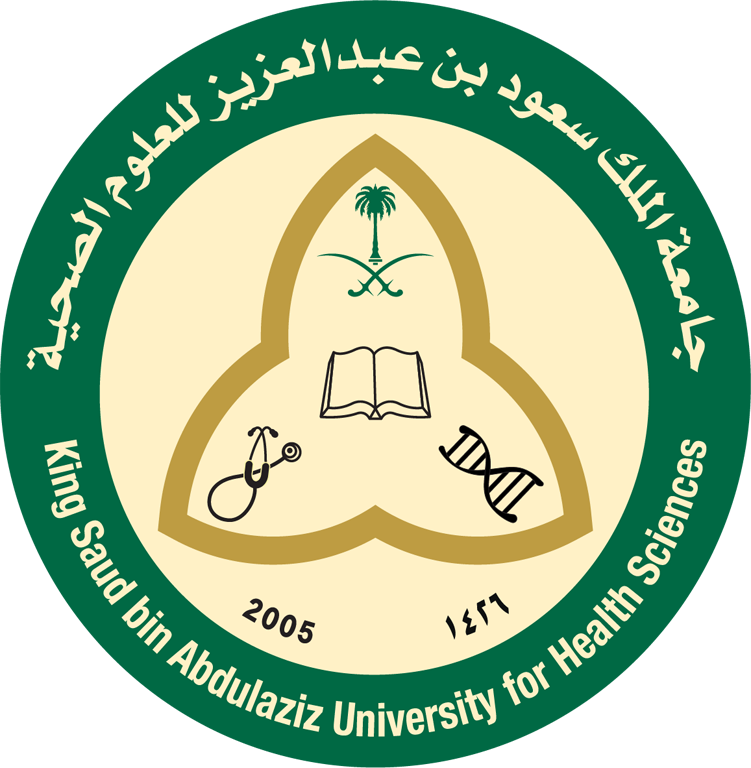 جامعة الملك سعود بن عبدالعزيز للعلوم الصحية
2005
١٤٢٦
King Saud bin Abdulaziz University for Health Sciences